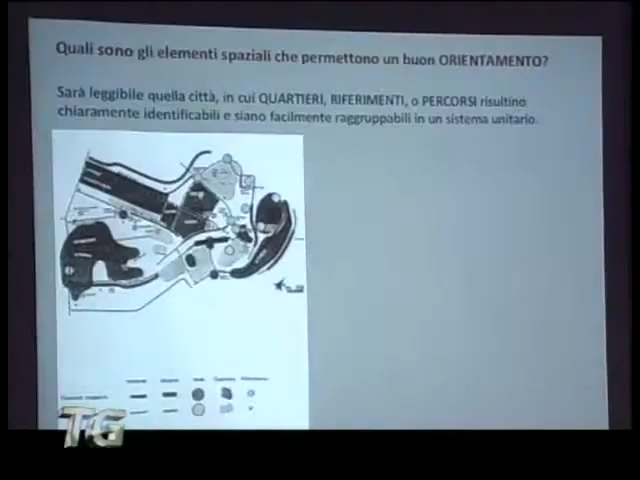 Quali sono gli elementi spaziali che permettono un buon ORIENTAMENTO?
Sarà leggibile quella città, in cui QUARTIERI, RIFERIMENTI, o PERCORSI risultino
chiaramente identificabili e siano facilmente raggruppabili in un sistema unitario.
TG